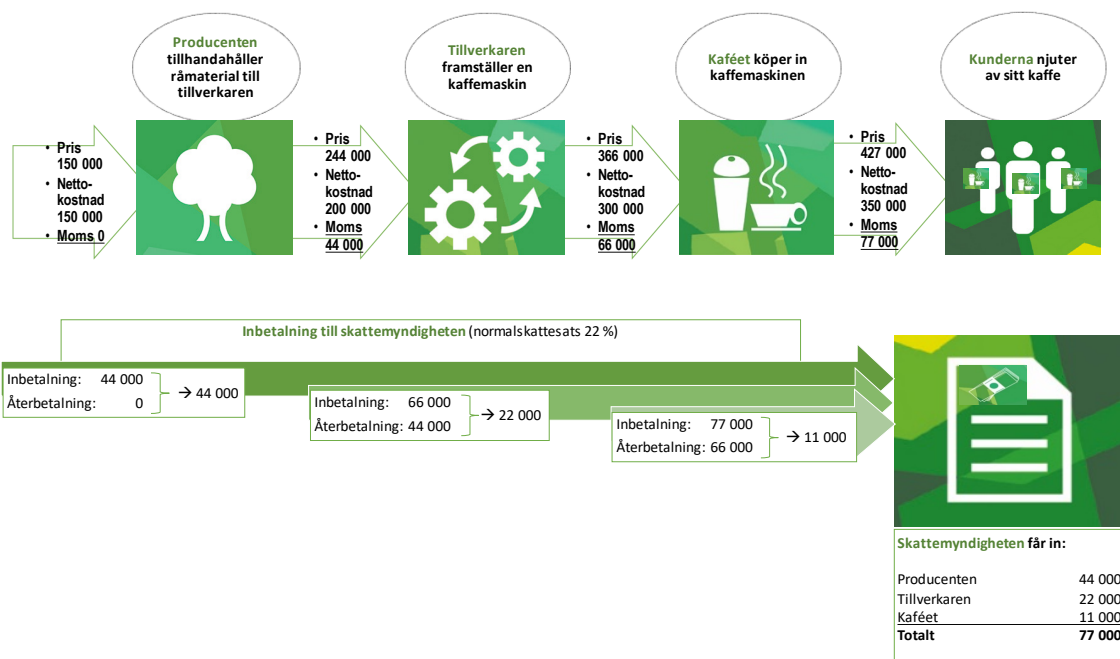 Producenten
tillhandahåller
råmaterial till
tillverkaren
Tillverkaren
framställer en
kaffemaskin
Kaféet köper in
kaffemaskinen
Kunderna njuter
av sitt kaffe
• Pris
150 000
• Netto-
kostnad
150 000
• Moms 0
• Pris
244 000
• Netto-
kostnad
200 000
• Moms
44 000
• Pris
366 000
• Netto-
kostnad
300 000
• Moms
66 000
• Pris
427 000
• Netto-
kostnad
350 000
• Moms
77 000
Inbetalning till skattemyndigheten (normalskattesats 22 %)
Inbetalning: 44 000
Återbetalning: 0
→ 44 000
Inbetalning: 66 000
Återbetalning: 44 000
→ 22 000
Inbetalning: 77 000
Återbetalning: 66 000
→ 11 000
Skattemyndigheten får in:
Producenten 44 000
Tillverkaren 22 000
Kaféet 11 000
Totalt 77 000